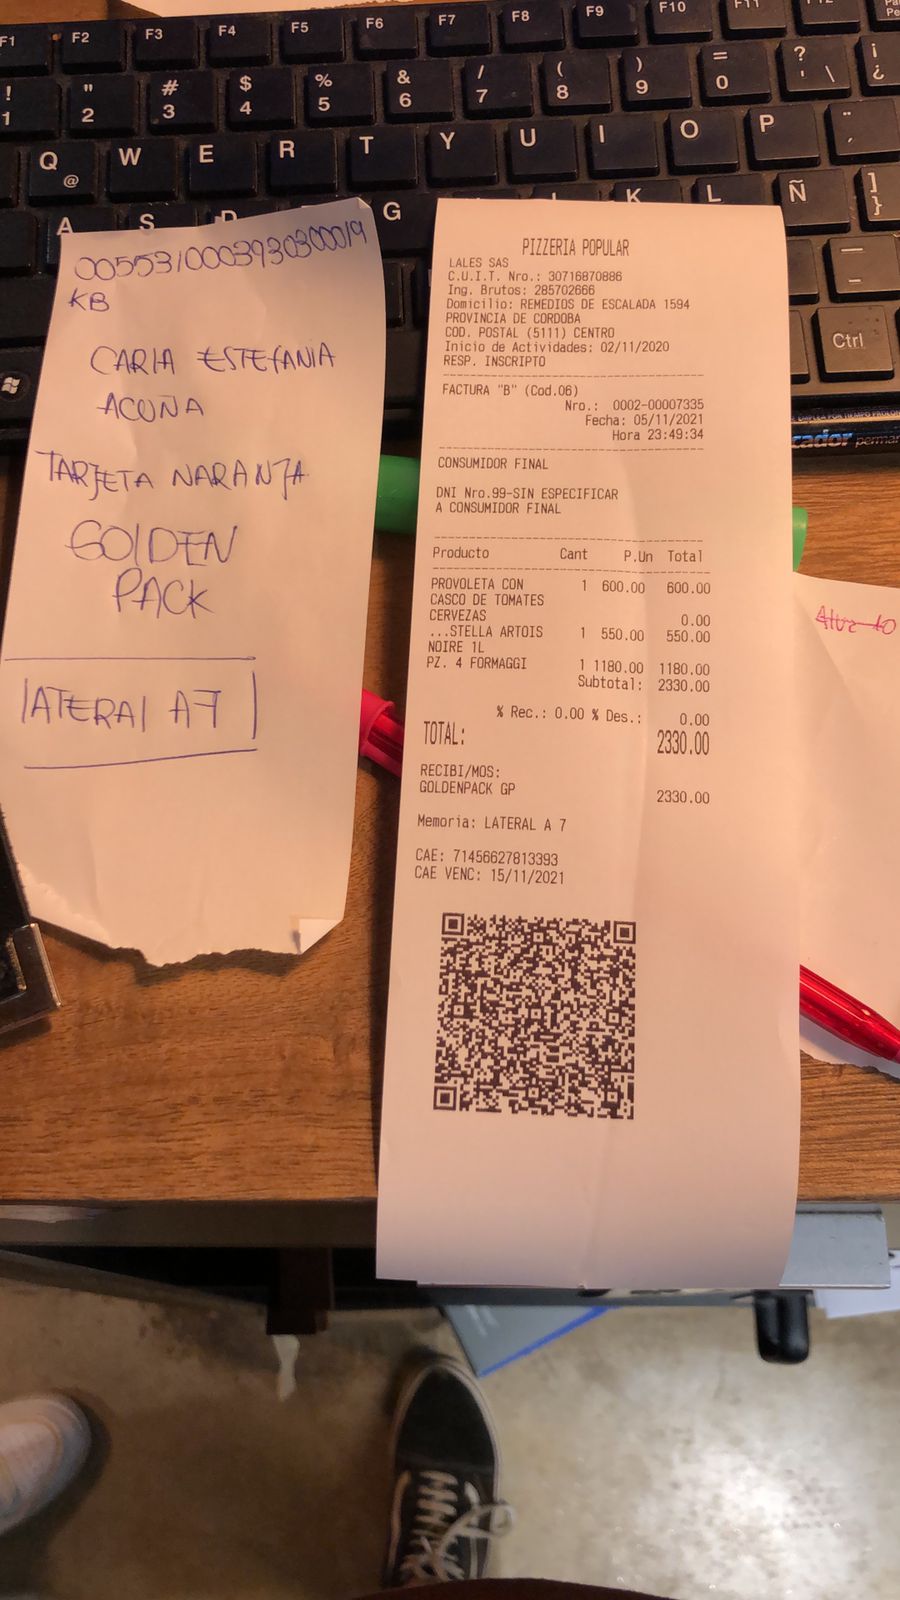 00553/0003930300019
KB
CARLA ESTEFANIA
ACOÑA
TARJETA NARANJA
GOLDEN
PACK
LATERAL A7
PIZZERIA POPULAR
LALES SAS
C.U.I.T. Nro.: 30716870886
Ing. Brutos: 285702666
Domicilio: REMEDIOS DE ESCALADA 1594
PROVINCIA DE CORDOBA
COD. POSTAL (5111) CENTRO
Inicio de Actividades: 02/11/2020
RESP. INSCRIPTO
FACTURA "B" (Cod.06)
Nro.: 0002-00007335
Fecha: 05/11/2021
Hora 23:49:34
CONSUMIDOR FINAL
DNI Nro.99-SIN ESPECIFICAR
A CONSUMIDOR FINAL
Producto Cant P.Un Total
PROVOLETA CON 1 600.00 600.00
CASCO DE TOMATES
CERVEZAS 0.00
...STELLA ARTOIS 1 550.00 550.00
NOIRE 1L
PZ. 4 FORMAGGI 1 1180.00 1180.00
Subtotal: 2330.00
% Rec.: 0.00 % Des.: 0.00
TOTAL: 2330.00
RECIBI/MOS:
GOLDENPACK GP 2330.00
Memoria: LATERAL A 7
CAE: 71456627813393
CAE VENC: 15/11/2021
F1 F2 F3 F4 F5 F6 F7 F8 F9 F10 F11
! " # $ % & / ( ) = ? ¡
1 2 3 4 5 6 7 8 9 0 ' \ ¿
Q W E R T Y U I O P
@
A S D G K L Ñ ]
}
Ctrl
cador perma